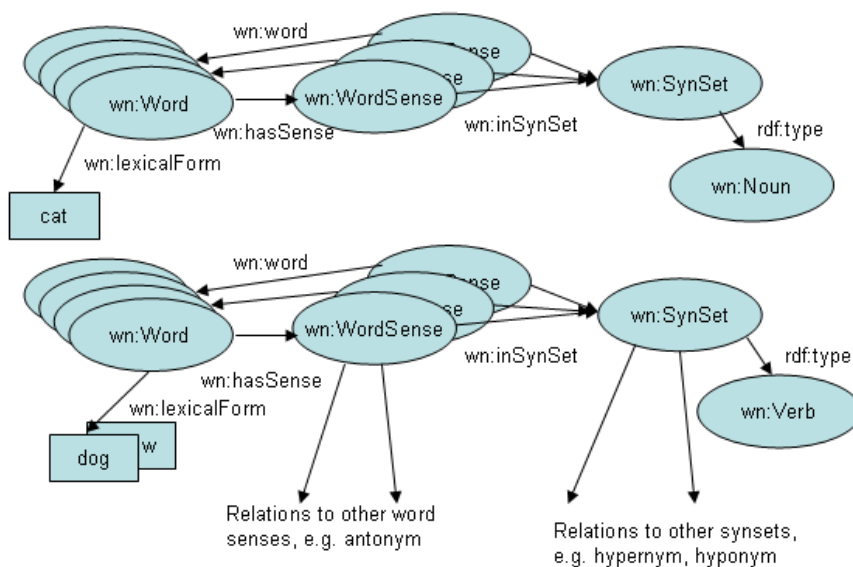 wn:word
wn:Word
wn:WordSense
wn:SynSet
wn:hasSense
wn:inSynSet
rdf:type
wn:lexicalForm
wn:Noun
cat
wn:word
wn:Word
wn:WordSense
wn:SynSet
wn:hasSense
wn:inSynSet
rdf:type
wn:lexicalForm
wn:Verb
dog
w
Relations to other word
senses, e.g. antonym
Relations to other synsets,
e.g. hypernym, hyponym